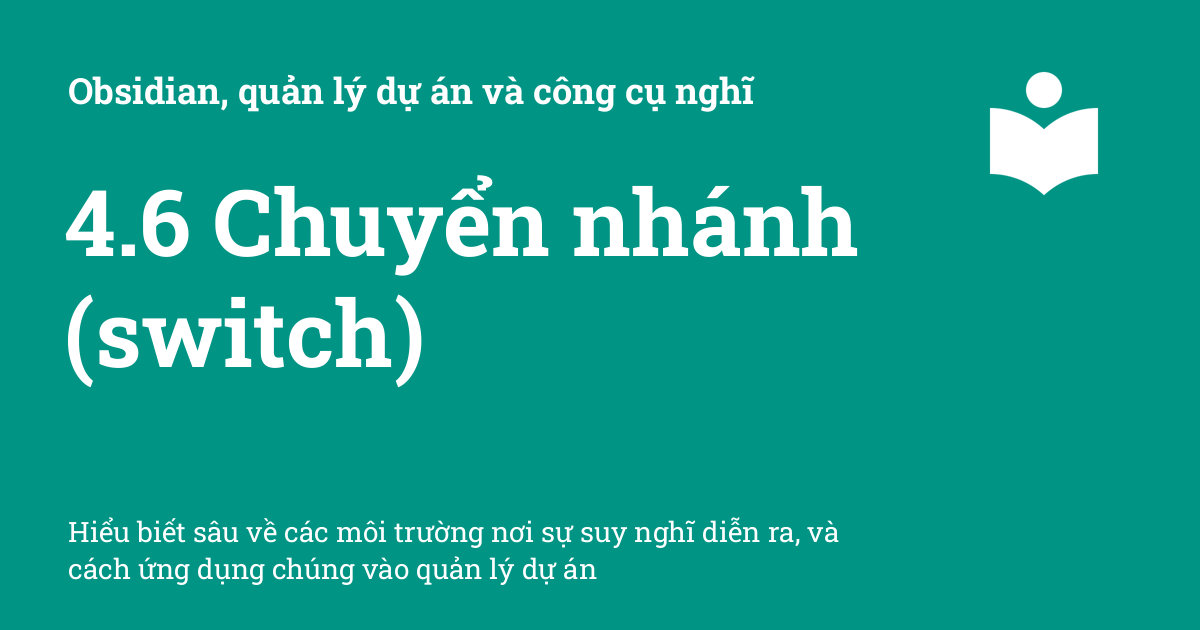 Obsidian, quản lý dự án và công cụ nghĩ
4.6 Chuyển nhánh
(switch)
Hiểu biết sâu về các môi trường nơi sự suy nghĩ diễn ra, và
cách ứng dụng chúng vào quản lý dự án